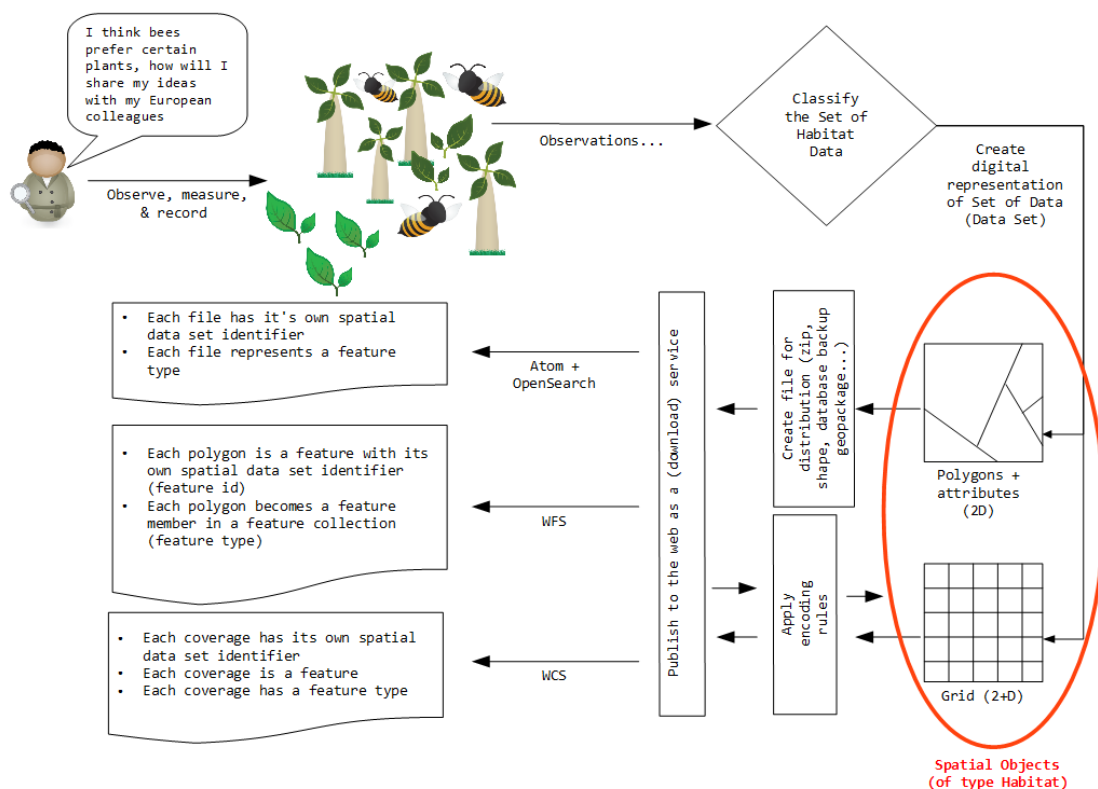 I think bees
prefer certain
plants, how will I
share my ideas
with my European
colleagues
Observe, measure,
& record
Observations...
Classify
the Set of
Habitat
Data
Create
digital
representation
of Set of Data
(Data Set)
• Each file has it's own spatial
data set identifier
• Each file represents a feature
type
Atom +
OpenSearch
Publish to the web as a (download) service
Create file for
distribution (zip,
shape, database backup
geopackage...)
Polygons +
attributes
(2D)
• Each polygon is a feature with its
own spatial data set identifier
(feature id)
• Each polygon becomes a feature
member in a feature collection
(feature type)
WFS
Apply
encoding
rules
• Each coverage has its own spatial
data set identifier
• Each coverage is a feature
• Each coverage has a feature type
WCS
Grid (2+D)
Spatial Objects
(of type Habitat)